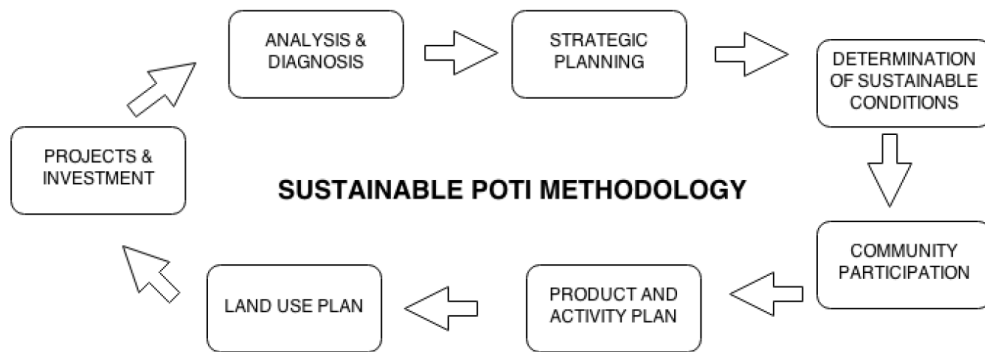 ANALYSIS &
DIAGNOSIS
STRATEGIC
PLANNING
DETERMINATION
OF SUSTAINABLE
CONDITIONS
PROJECTS &
INVESTMENT
SUSTAINABLE POTI METHODOLOGY
COMMUNITY
PARTICIPATION
PRODUCT AND
ACTIVITY PLAN
LAND USE PLAN